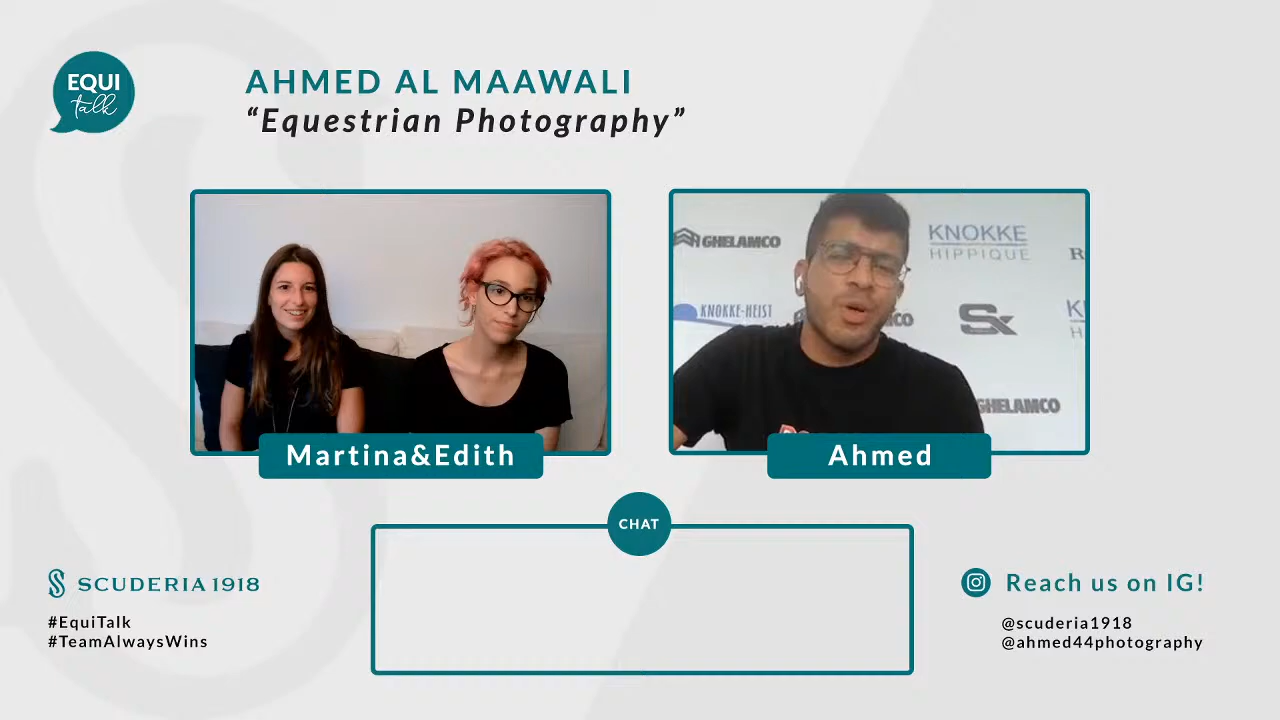 EQUI
talk
AHMED AL MAAWALI
“Equestrian Photography”
GHELAMCO
KNOKKE
HIPPIQUE
KNOKKE-HEIST
SX
GHELAMCO
Martina&Edith
Ahmed
CHAT
SCUDERIA 1918
#EquiTalk
#TeamAlwaysWins
Reach us on IG!
@scuderia1918
@ahmed44photography